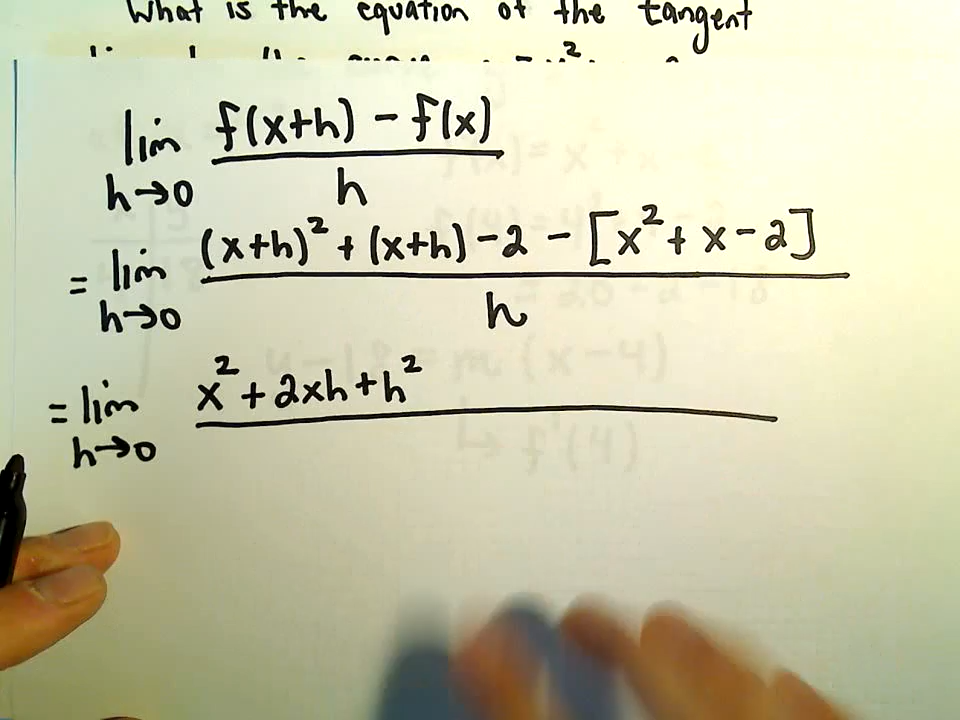 What is the equation of the tangent
lim f(x+h) - f(x)
h→0 h
= lim (x+h)² + (x+h) - 2 - [x² + x - 2]
h→0 h
= lim x² + 2xh + h²
h→0